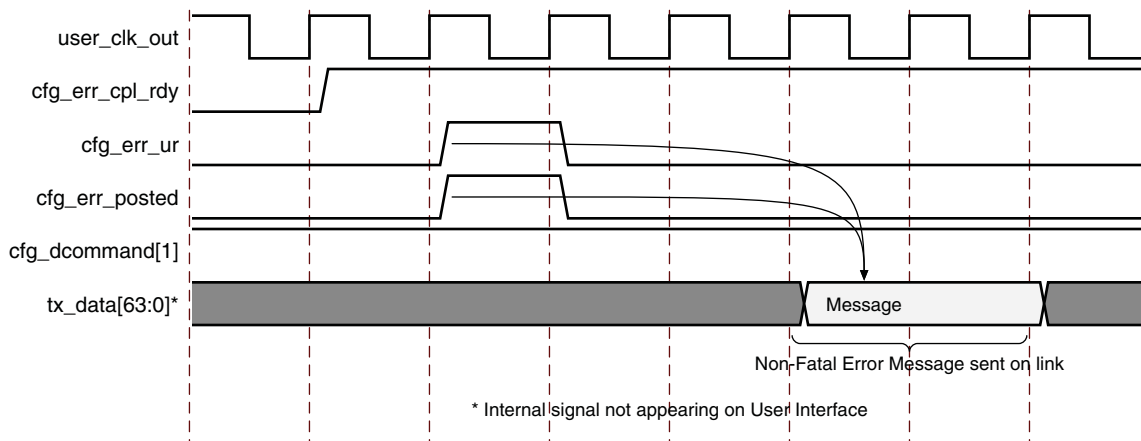 user_clk_out
cfg_err_cpl_rdy
cfg_err_ur
cfg_err_posted
cfg_dcommand[1]
tx_data[63:0]*
Message
Non-Fatal Error Message sent on link
* Internal signal not appearing on User Interface